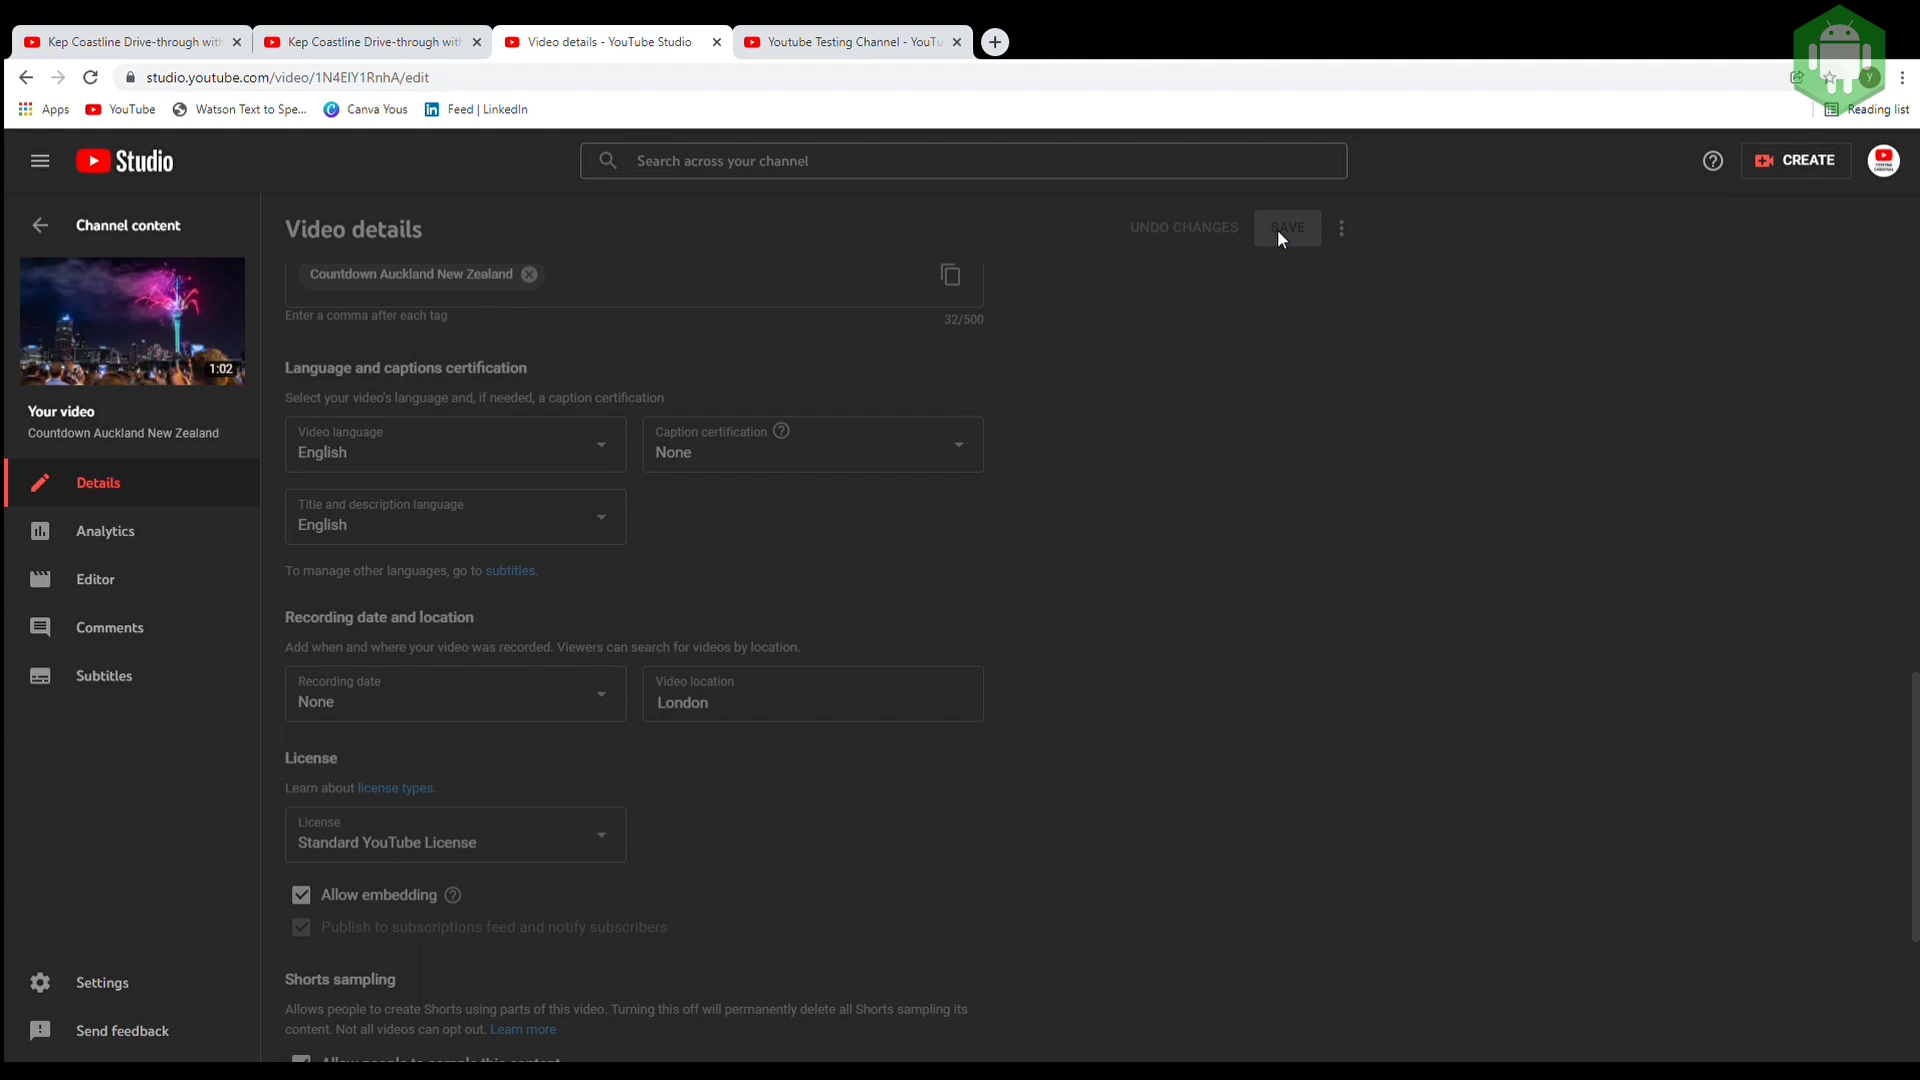 Kep Coastline Drive-through with
Kep Coastline Drive-through with
Video details - YouTube Studio
Youtube Testing Channel - YouTu
studio.youtube.com/video/1N4EIY1RnhA/edit
y
Apps
YouTube
Watson Text to Spe...
Canva Yous
Feed | LinkedIn
Reading list
Studio
Search across your channel
CREATE
Channel content
Video details
UNDO CHANGES
SAVE
Countdown Auckland New Zealand
Enter a comma after each tag
32/500
1:02
Your video
Countdown Auckland New Zealand
Details
Analytics
Editor
Comments
Subtitles
Settings
Send feedback
Language and captions certification
Select your video's language and, if needed, a caption certification
Video language
English
Caption certification
None
Title and description language
English
To manage other languages, go to subtitles.
Recording date and location
Add when and where your video was recorded. Viewers can search for videos by location.
Recording date
None
Video location
London
License
Learn about license types.
License
Standard YouTube License
Allow embedding
Publish to subscriptions feed and notify subscribers
Shorts sampling
Allows people to create Shorts using parts of this video. Turning this off will permanently delete all Shorts sampling its
content. Not all videos can opt out. Learn more
Allow people to sample this content